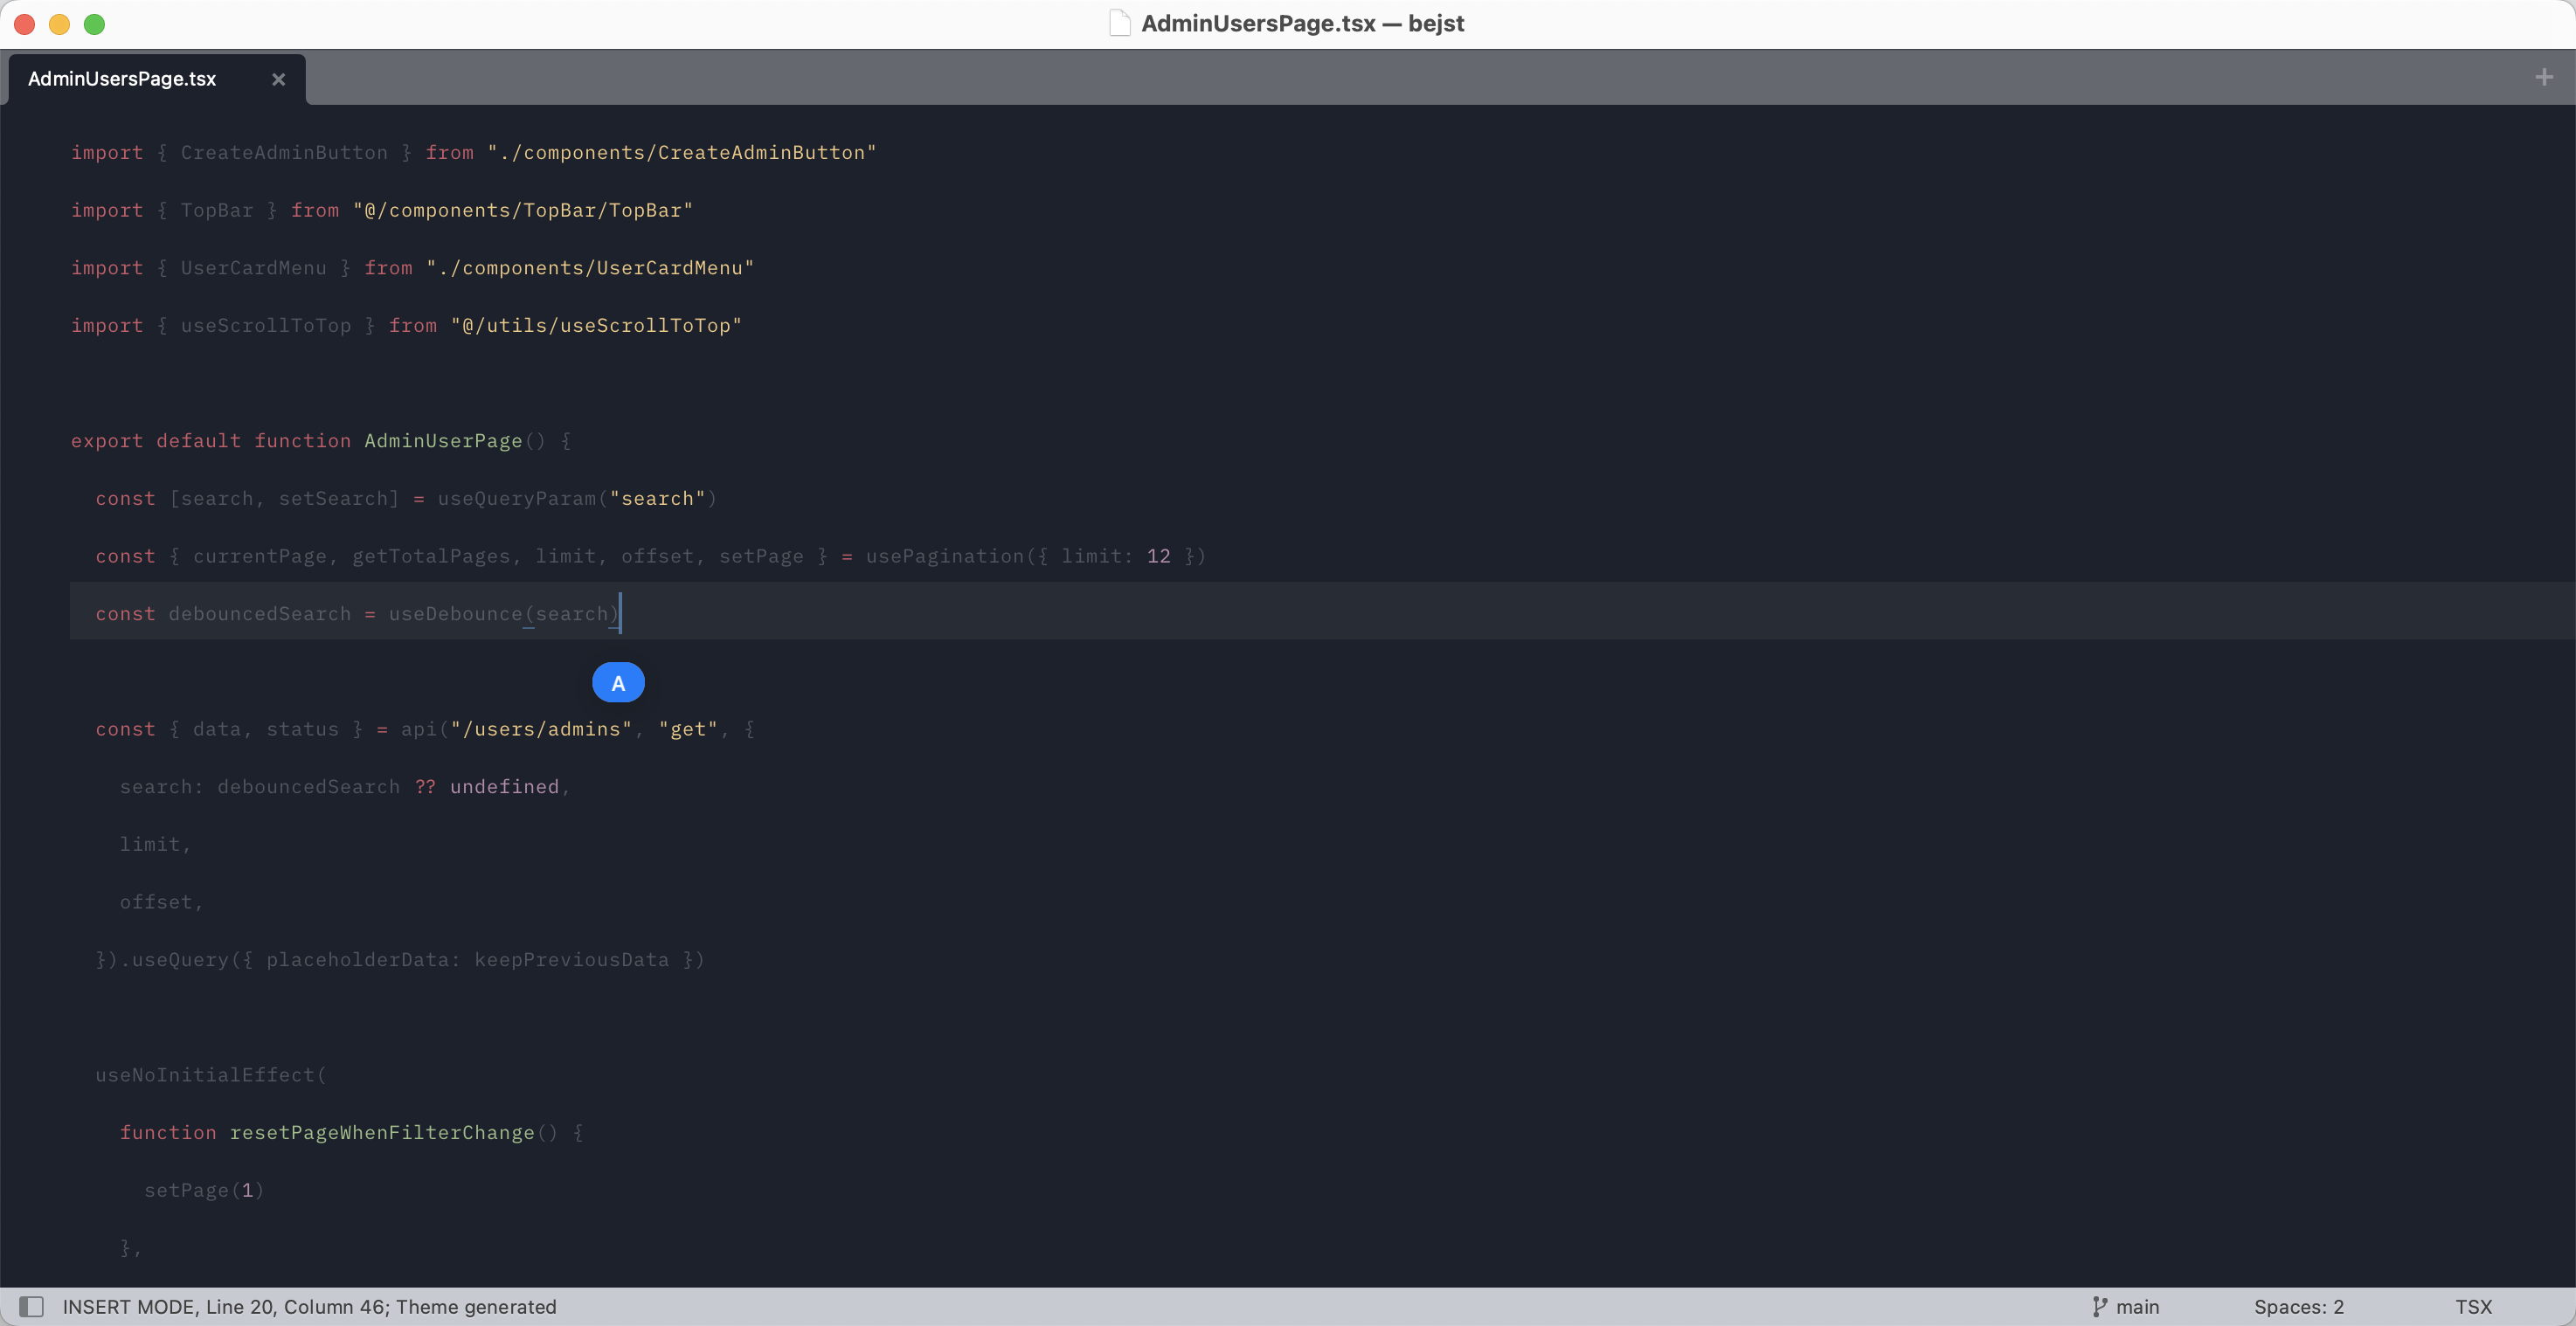 AdminUsersPage.tsx — bejst
AdminUsersPage.tsx
import { CreateAdminButton } from "./components/CreateAdminButton"
import { TopBar } from "@/components/TopBar/TopBar"
import { UserCardMenu } from "./components/UserCardMenu"
import { useScrollToTop } from "@/utils/useScrollToTop"
export default function AdminUserPage() {
const [search, setSearch] = useQueryParam("search")
const { currentPage, getTotalPages, limit, offset, setPage } = usePagination({ limit: 12 })
const debouncedSearch = useDebounce(search)
A
const { data, status } = api("/users/admins", "get", {
search: debouncedSearch ?? undefined,
limit,
offset,
}).useQuery({ placeholderData: keepPreviousData })
useNoInitialEffect(
function resetPageWhenFilterChange() {
setPage(1)
},
INSERT MODE, Line 20, Column 46; Theme generated
main
Spaces: 2
TSX